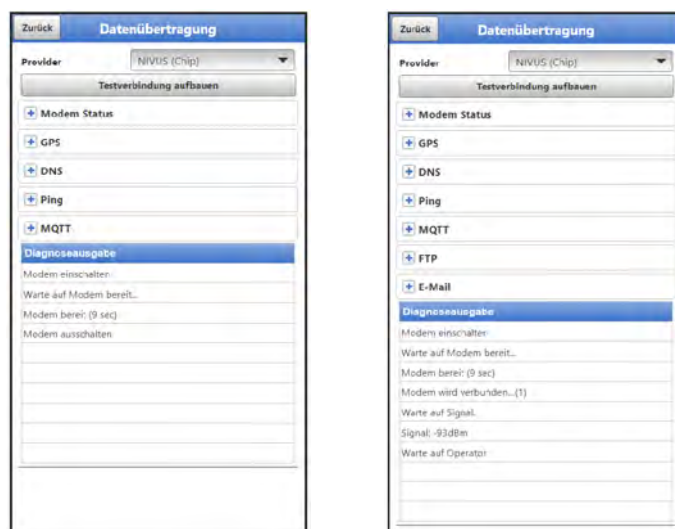 Zurück
Datenübertragung
Provider
NIVUS (Chip)
Testverbindung aufbauen
Modem Status
GPS
DNS
Ping
MQTT
Diagnoseausgabe
Modem einschalten
Warte auf Modem bereit...
Modem bereit (9 sec)
Modem ausschalten
Zurück
Datenübertragung
Provider
NIVUS (Chip)
Testverbindung aufbauen
Modem Status
GPS
DNS
Ping
MQTT
FTP
E-Mail
Diagnoseausgabe
Modem einschalten
Warte auf Modem bereit...
Modem bereit (9 sec)
Modem wird verbunden...(1)
Warte auf Signal.
Signal: -93dBm
Warte auf Operator